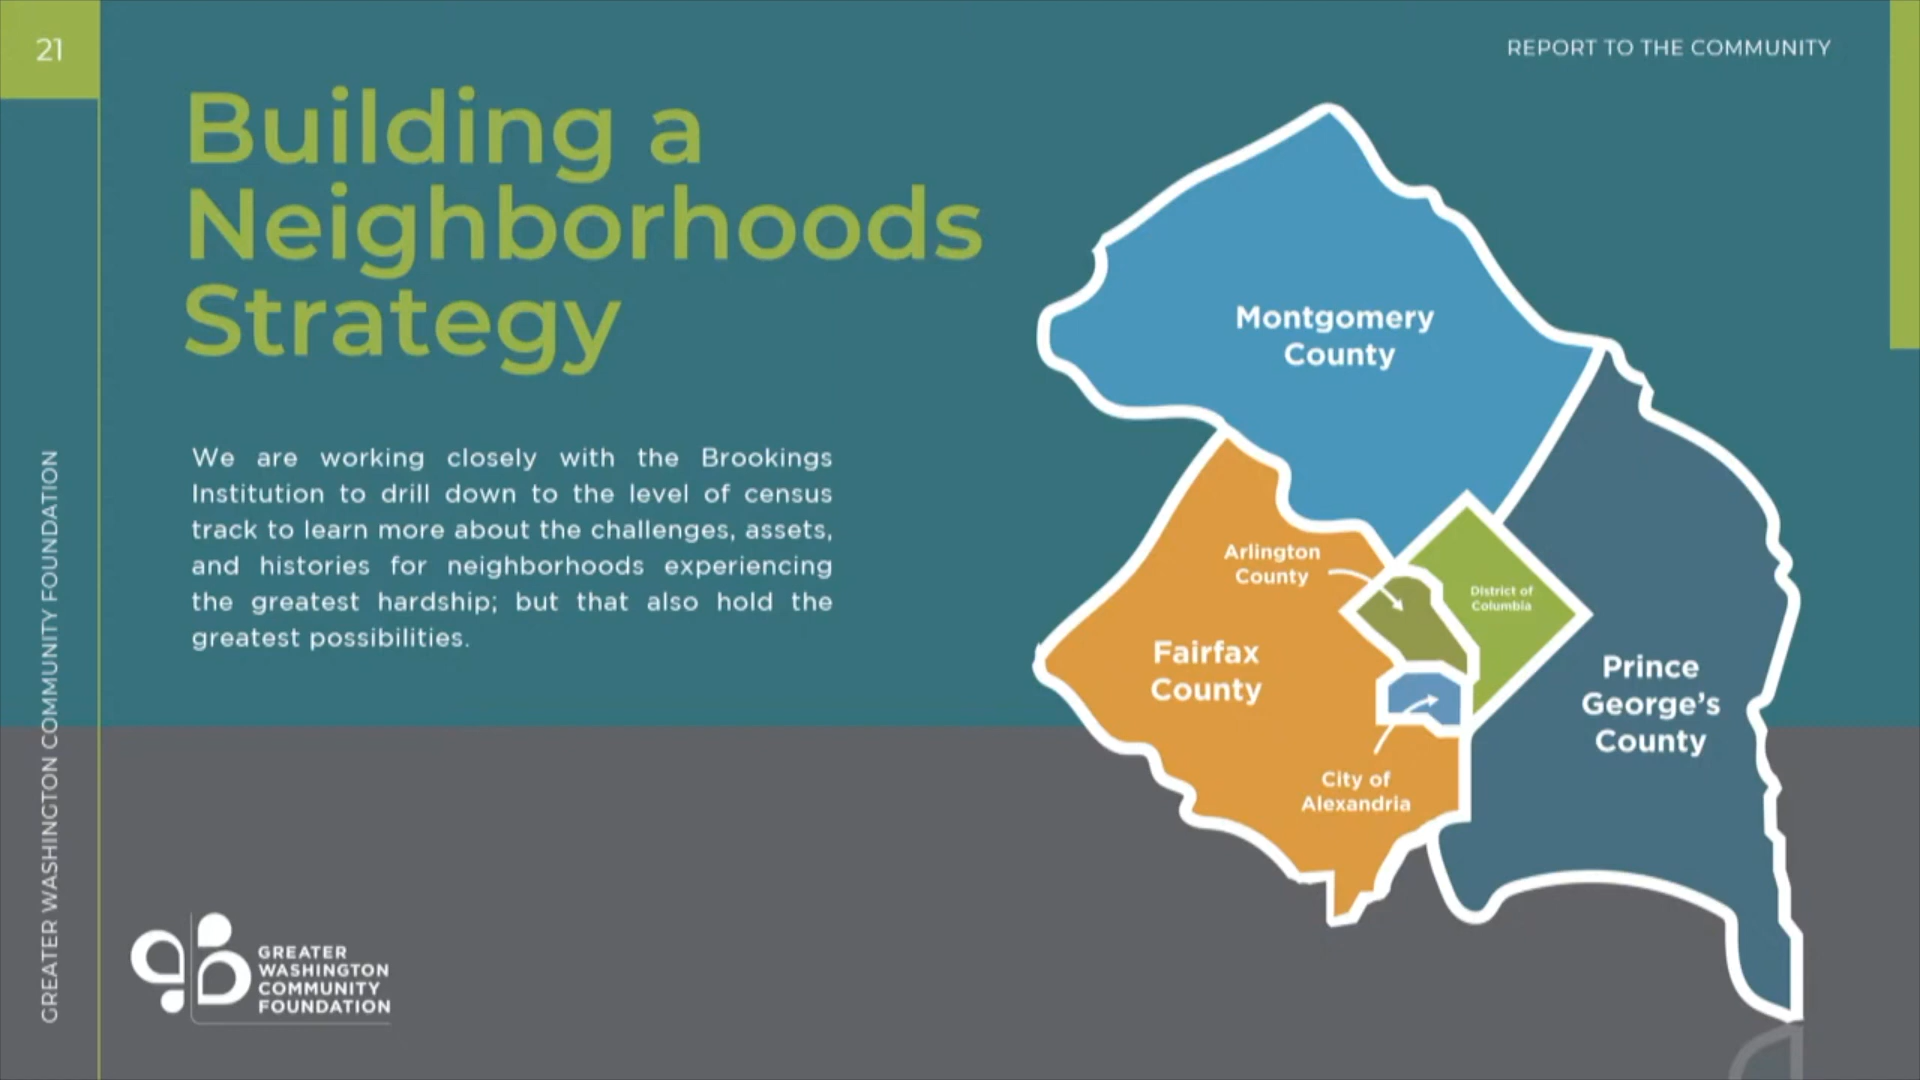 21
REPORT TO THE COMMUNITY
Building a
Neighborhoods
Strategy
We are working closely with the Brookings
Institution to drill down to the level of census
track to learn more about the challenges, assets,
and histories for neighborhoods experiencing
the greatest hardship; but that also hold the
greatest possibilities.
Montgomery
County
Arlington
County
District of
Columbia
Fairfax
County
Prince
George's
County
City of
Alexandria
GREATER WASHINGTON COMMUNITY FOUNDATION
GREATER
WASHINGTON
COMMUNITY
FOUNDATION